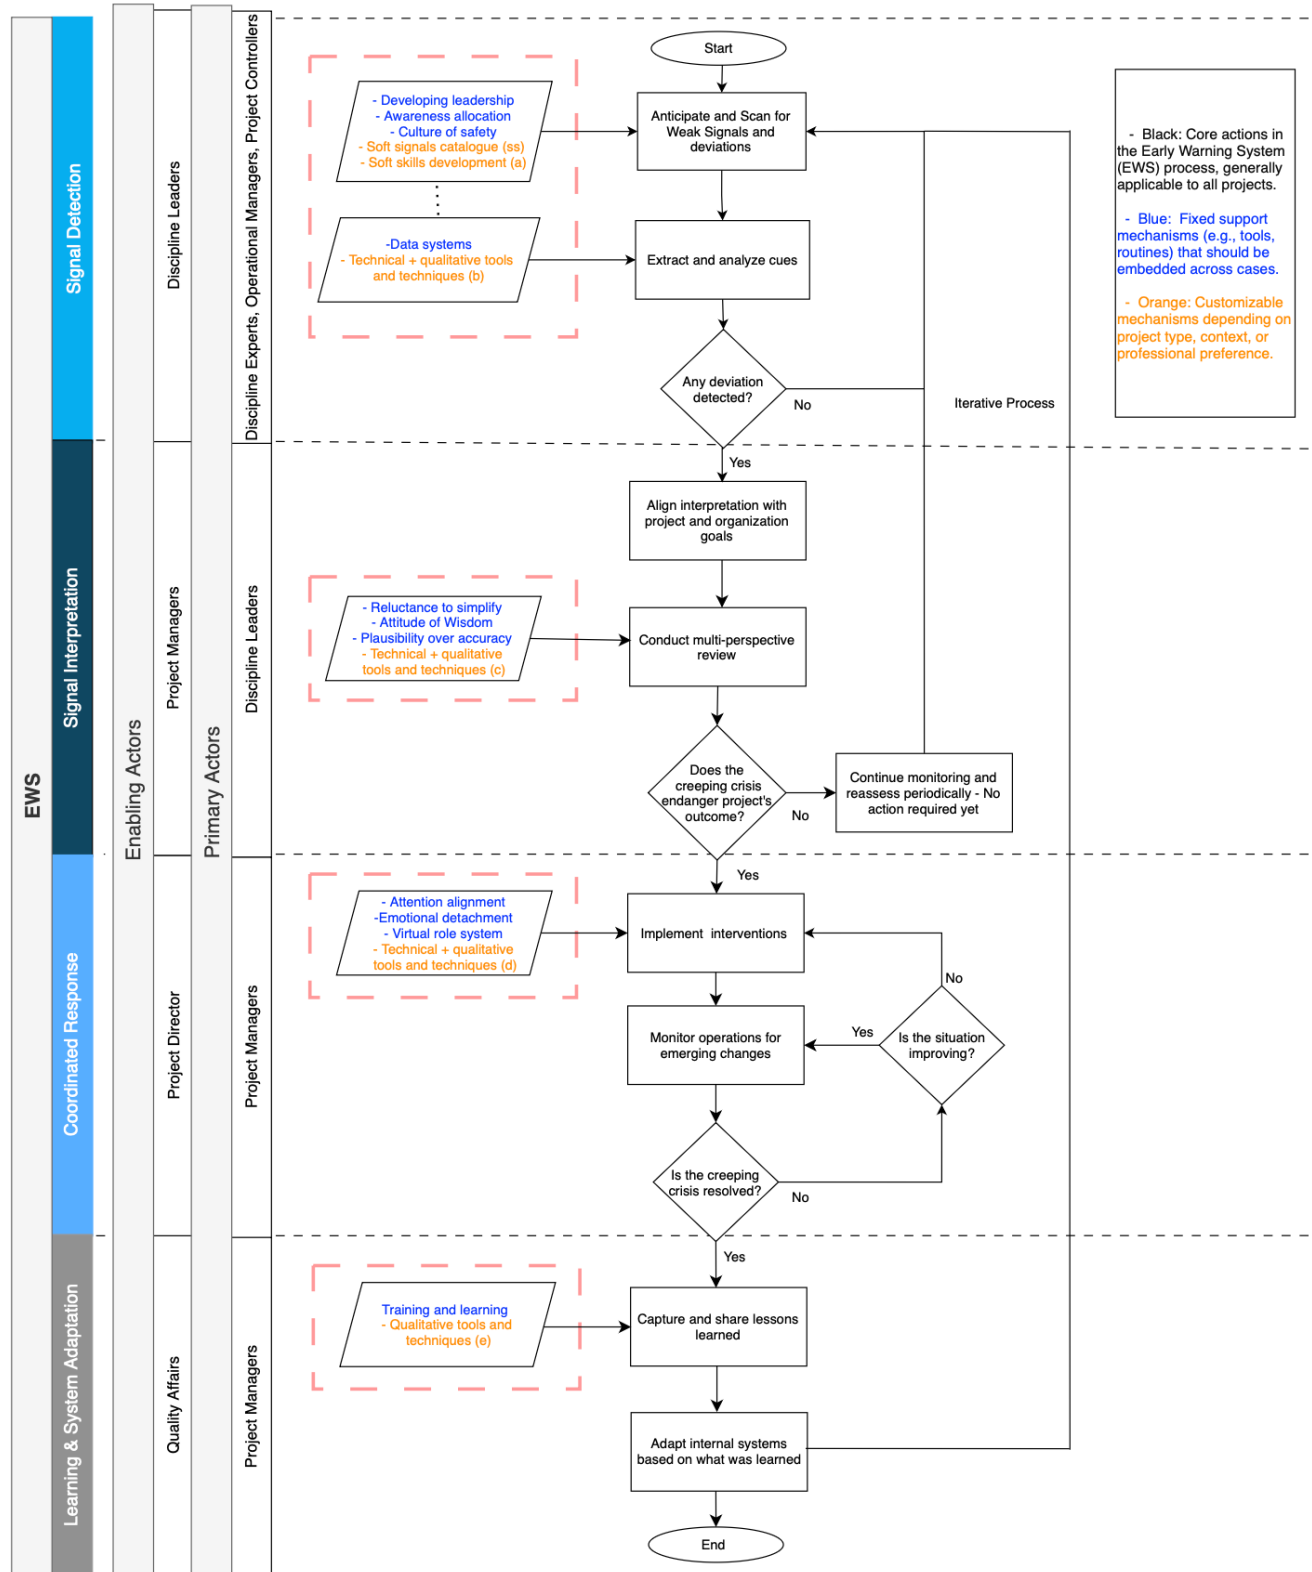 EWS
Signal Detection
Signal Interpretation
Coordinated Response
Learning & System Adaptation
Enabling Actors
Discipline Leaders
Project Managers
Project Director
Quality Affairs
Primary Actors
Discipline Experts, Operational Managers, Project Controllers
Discipline Leaders
Project Managers
Project Managers
Start
- Developing leadership
- Awareness allocation
- Culture of safety
- Soft signals catalogue (ss)
- Soft skills development (a)
Anticipate and Scan for
Weak Signals and
deviations
-Data systems
- Technical + qualitative tools
and techniques (b)
Extract and analyze cues
Any deviation
detected?
No
Iterative Process
- Black: Core actions in
the Early Warning System
(EWS) process, generally
applicable to all projects.
- Blue: Fixed support
mechanisms (e.g., tools,
routines) that should be
embedded across cases.
- Orange: Customizable
mechanisms depending on
project type, context, or
professional preference.
Yes
Align interpretation with
project and organization
goals
- Reluctance to simplify
- Attitude of Wisdom
- Plausibility over accuracy
- Technical + qualitative
tools and techniques (c)
Conduct multi-perspective
review
Does the
creeping crisis
endanger project's
outcome?
No
Continue monitoring and
reassess periodically - No
action required yet
Yes
- Attention alignment
-Emotional detachment
- Virtual role system
- Technical + qualitative
tools and techniques (d)
Implement interventions
No
Monitor operations for
emerging changes
Yes
Is the situation
improving?
Is the creeping
crisis resolved?
No
Yes
Training and learning
- Qualitative tools and
techniques (e)
Capture and share lessons
learned
Adapt internal systems
based on what was learned
End